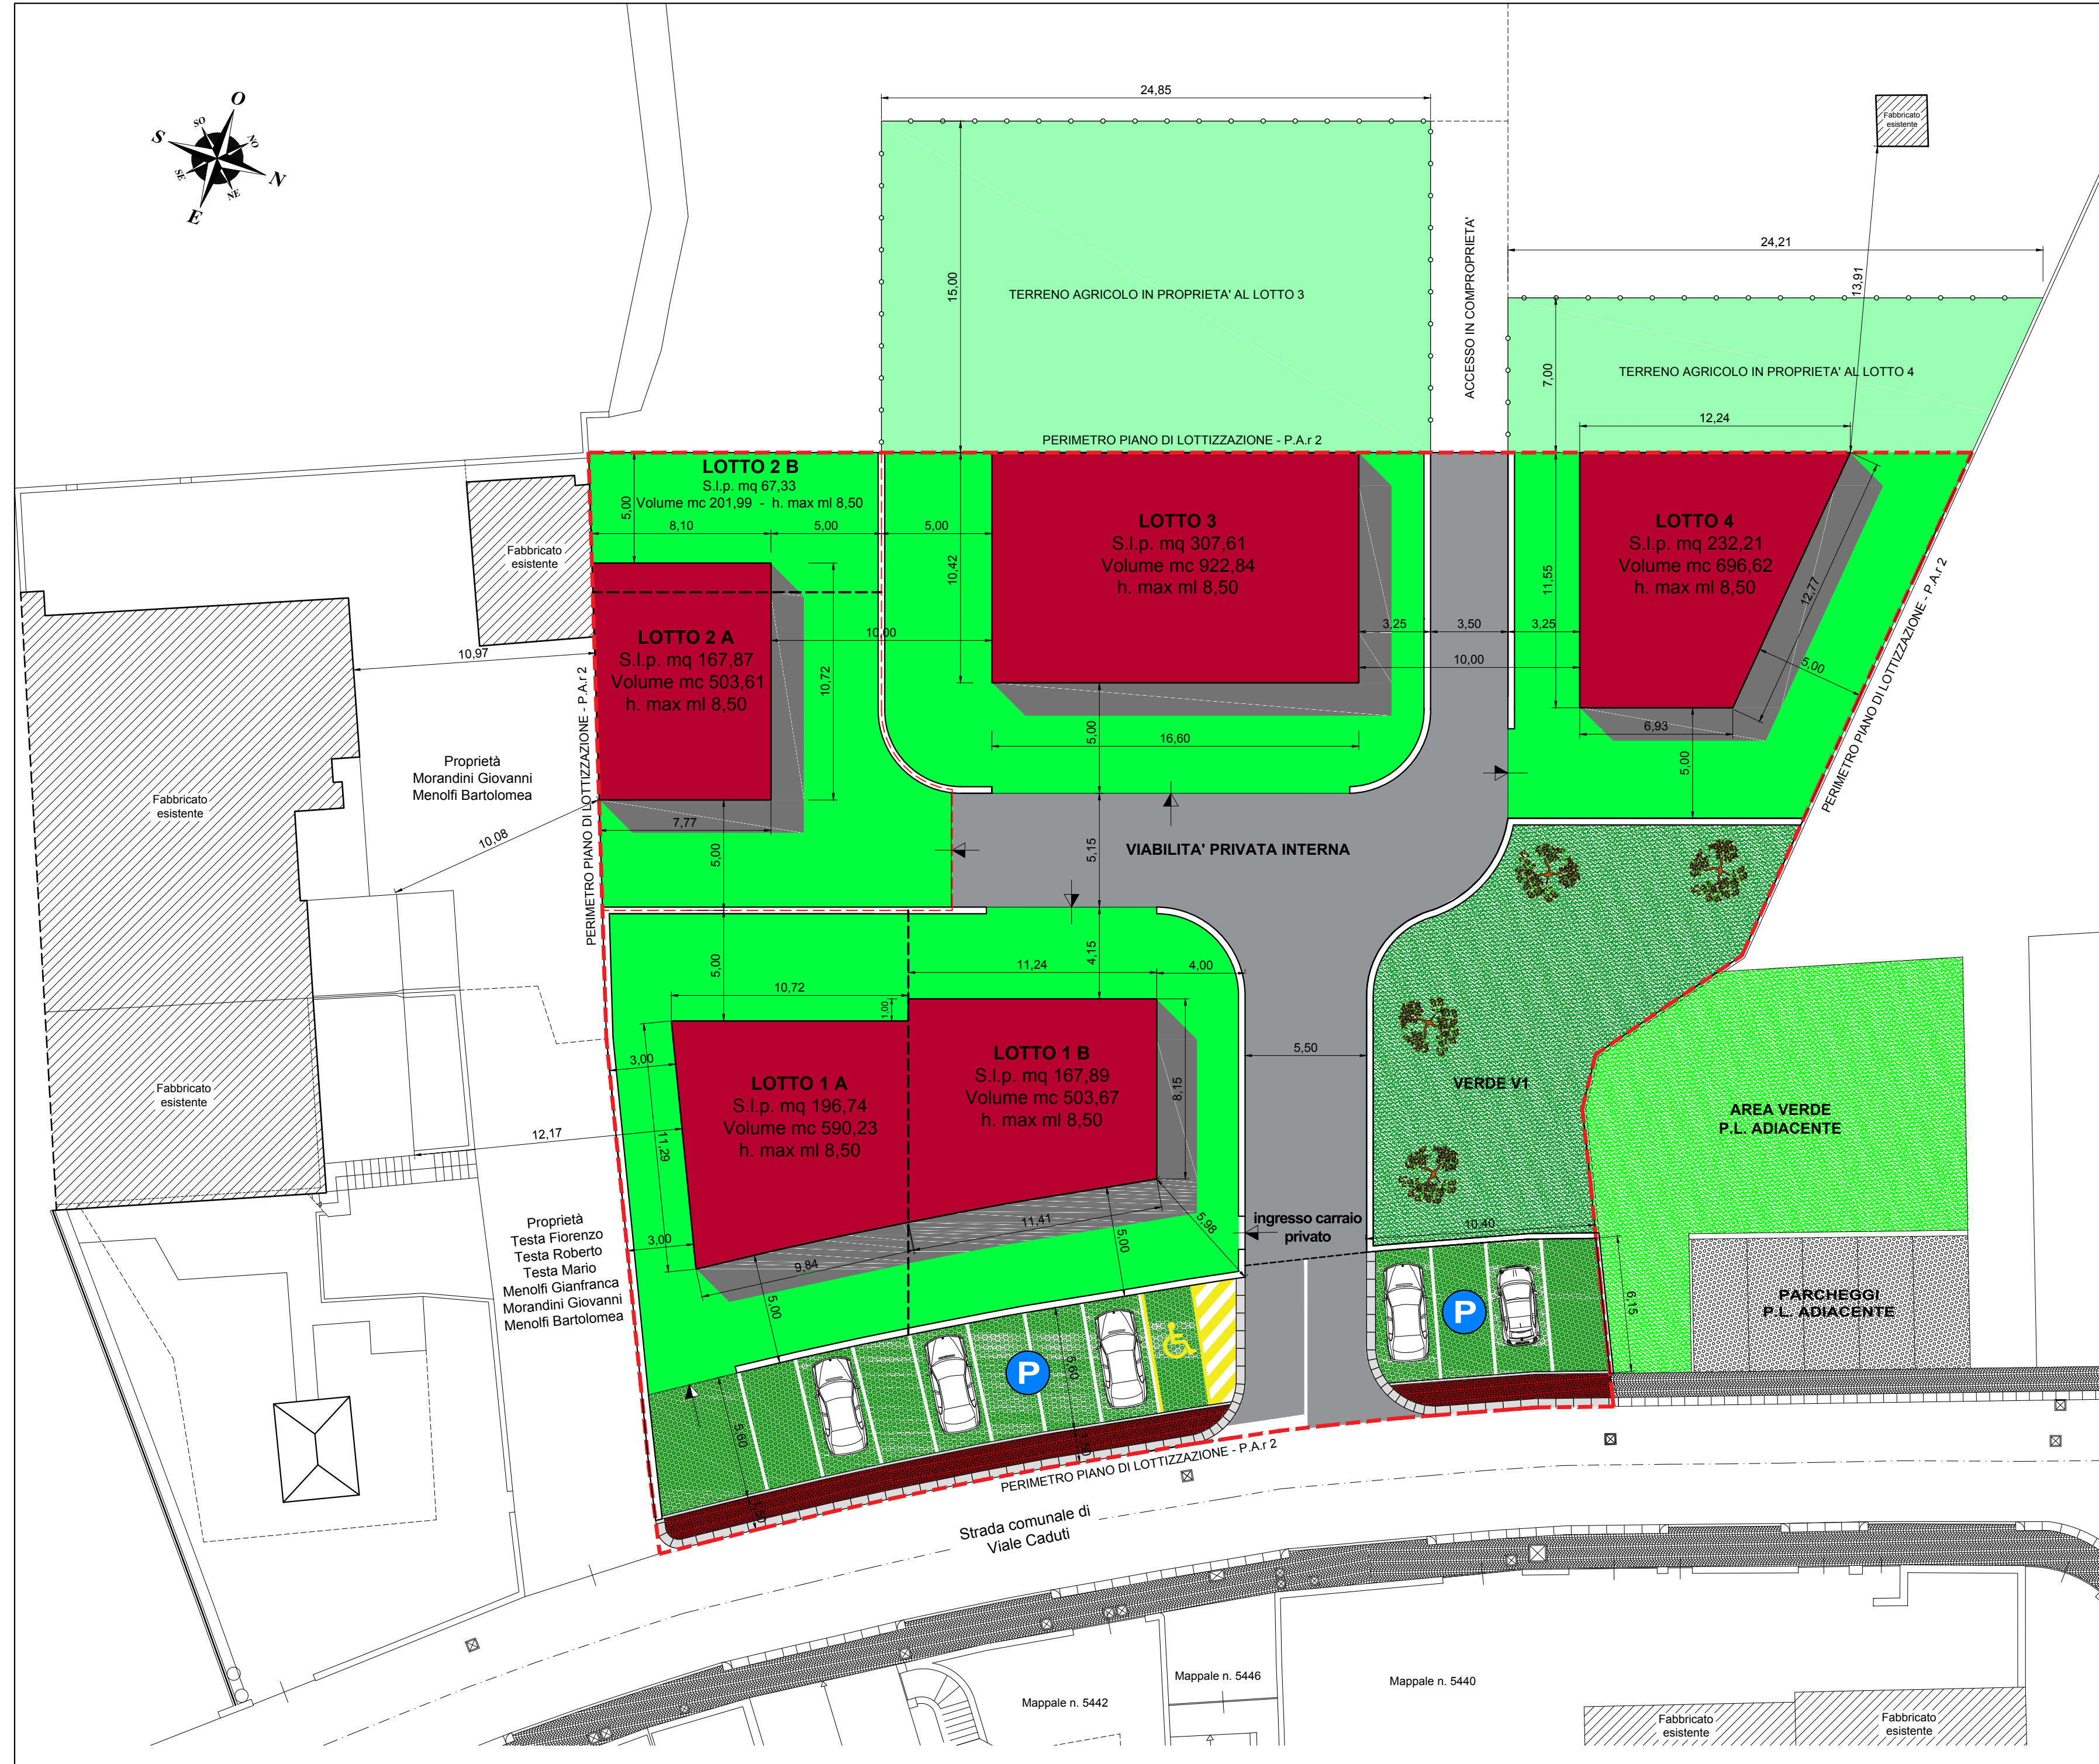 O
SO
NO
S
N
SE
NE
E
24,85
Fabbricato
esistente
15,00
TERRENO AGRICOLO IN PROPRIETA' AL LOTTO 3
ACCESSO IN COMPROPRIETA'
24,21
13,91
7,00
TERRENO AGRICOLO IN PROPRIETA' AL LOTTO 4
12,24
PERIMETRO PIANO DI LOTTIZZAZIONE - P.A.r 2
LOTTO 2 B
S.l.p. mq 67,33
Volume mc 201,99 - h. max ml 8,50
5,00
8,10
5,00
5,00
10,42
LOTTO 3
S.l.p. mq 307,61
Volume mc 922,84
h. max ml 8,50
LOTTO 4
S.l.p. mq 232,21
Volume mc 696,62
h. max ml 8,50
11,55
12,77
Fabbricato
esistente
10,97
LOTTO 2 A
S.l.p. mq 167,87
Volume mc 503,61
h. max ml 8,50
10,72
10,00
3,25
3,50
3,25
10,00
5,00
6,93
5,00
16,60
5,00
PERIMETRO PIANO DI LOTTIZZAZIONE - P.A.r 2
PERIMETRO PIANO DI LOTTIZZAZIONE - P.A.r 2
Proprietà
Morandini Giovanni
Menolfi Bartolomea
Fabbricato
esistente
10,08
7,77
5,00
5,15
VIABILITA' PRIVATA INTERNA
5,00
4,15
11,24
4,00
10,72
1,00
5,50
3,00
LOTTO 1 A
S.l.p. mq 196,74
Volume mc 590,23
h. max ml 8,50
LOTTO 1 B
S.l.p. mq 167,89
Volume mc 503,67
h. max ml 8,50
8,15
11,29
VERDE V1
AREA VERDE
P.L. ADIACENTE
Fabbricato
esistente
12,17
Proprietà
Testa Fiorenzo
Testa Roberto
Testa Mario
Menolfi Gianfranca
Morandini Giovanni
Menolfi Bartolomea
3,00
9,84
11,41
5,00
5,00
5,98
ingresso carraio
privato
10,40
6,15
P
P
PARCHEGGI
P.L. ADIACENTE
5,60
5,60
PERIMETRO PIANO DI LOTTIZZAZIONE - P.A.r 2
Strada comunale di
Viale Caduti
Mappale n. 5442
Mappale n. 5446
Mappale n. 5440
Fabbricato
esistente
Fabbricato
esistente